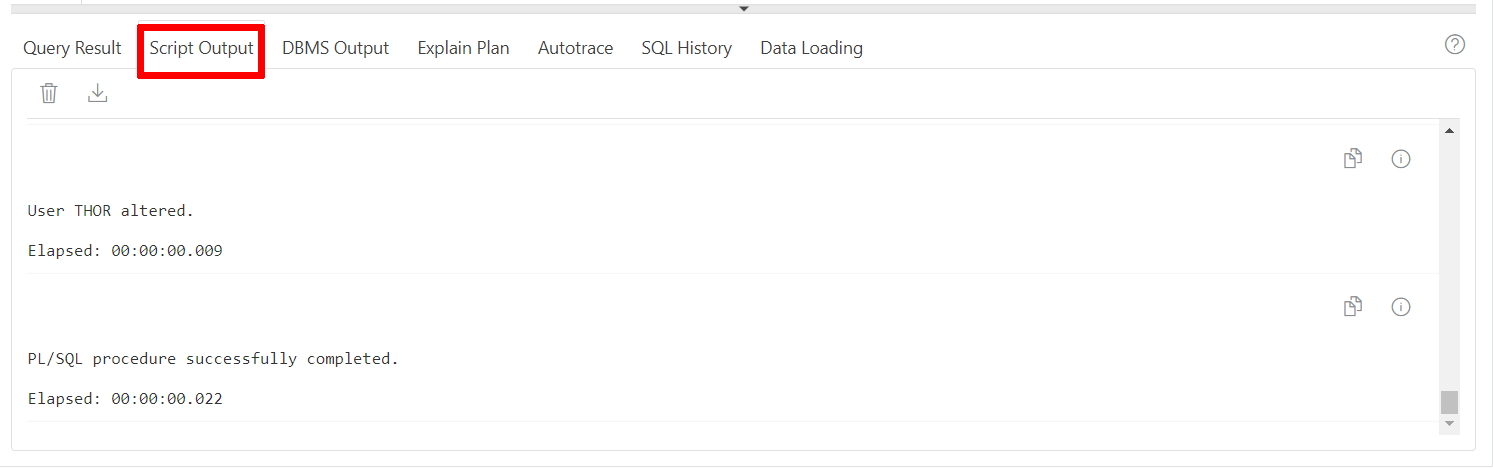 Query Result Script Output DBMS Output Explain Plan Autotrace SQL History Data Loading
User THOR altered.
Elapsed: 00:00:00.009
PL/SQL procedure successfully completed.
Elapsed: 00:00:00.022